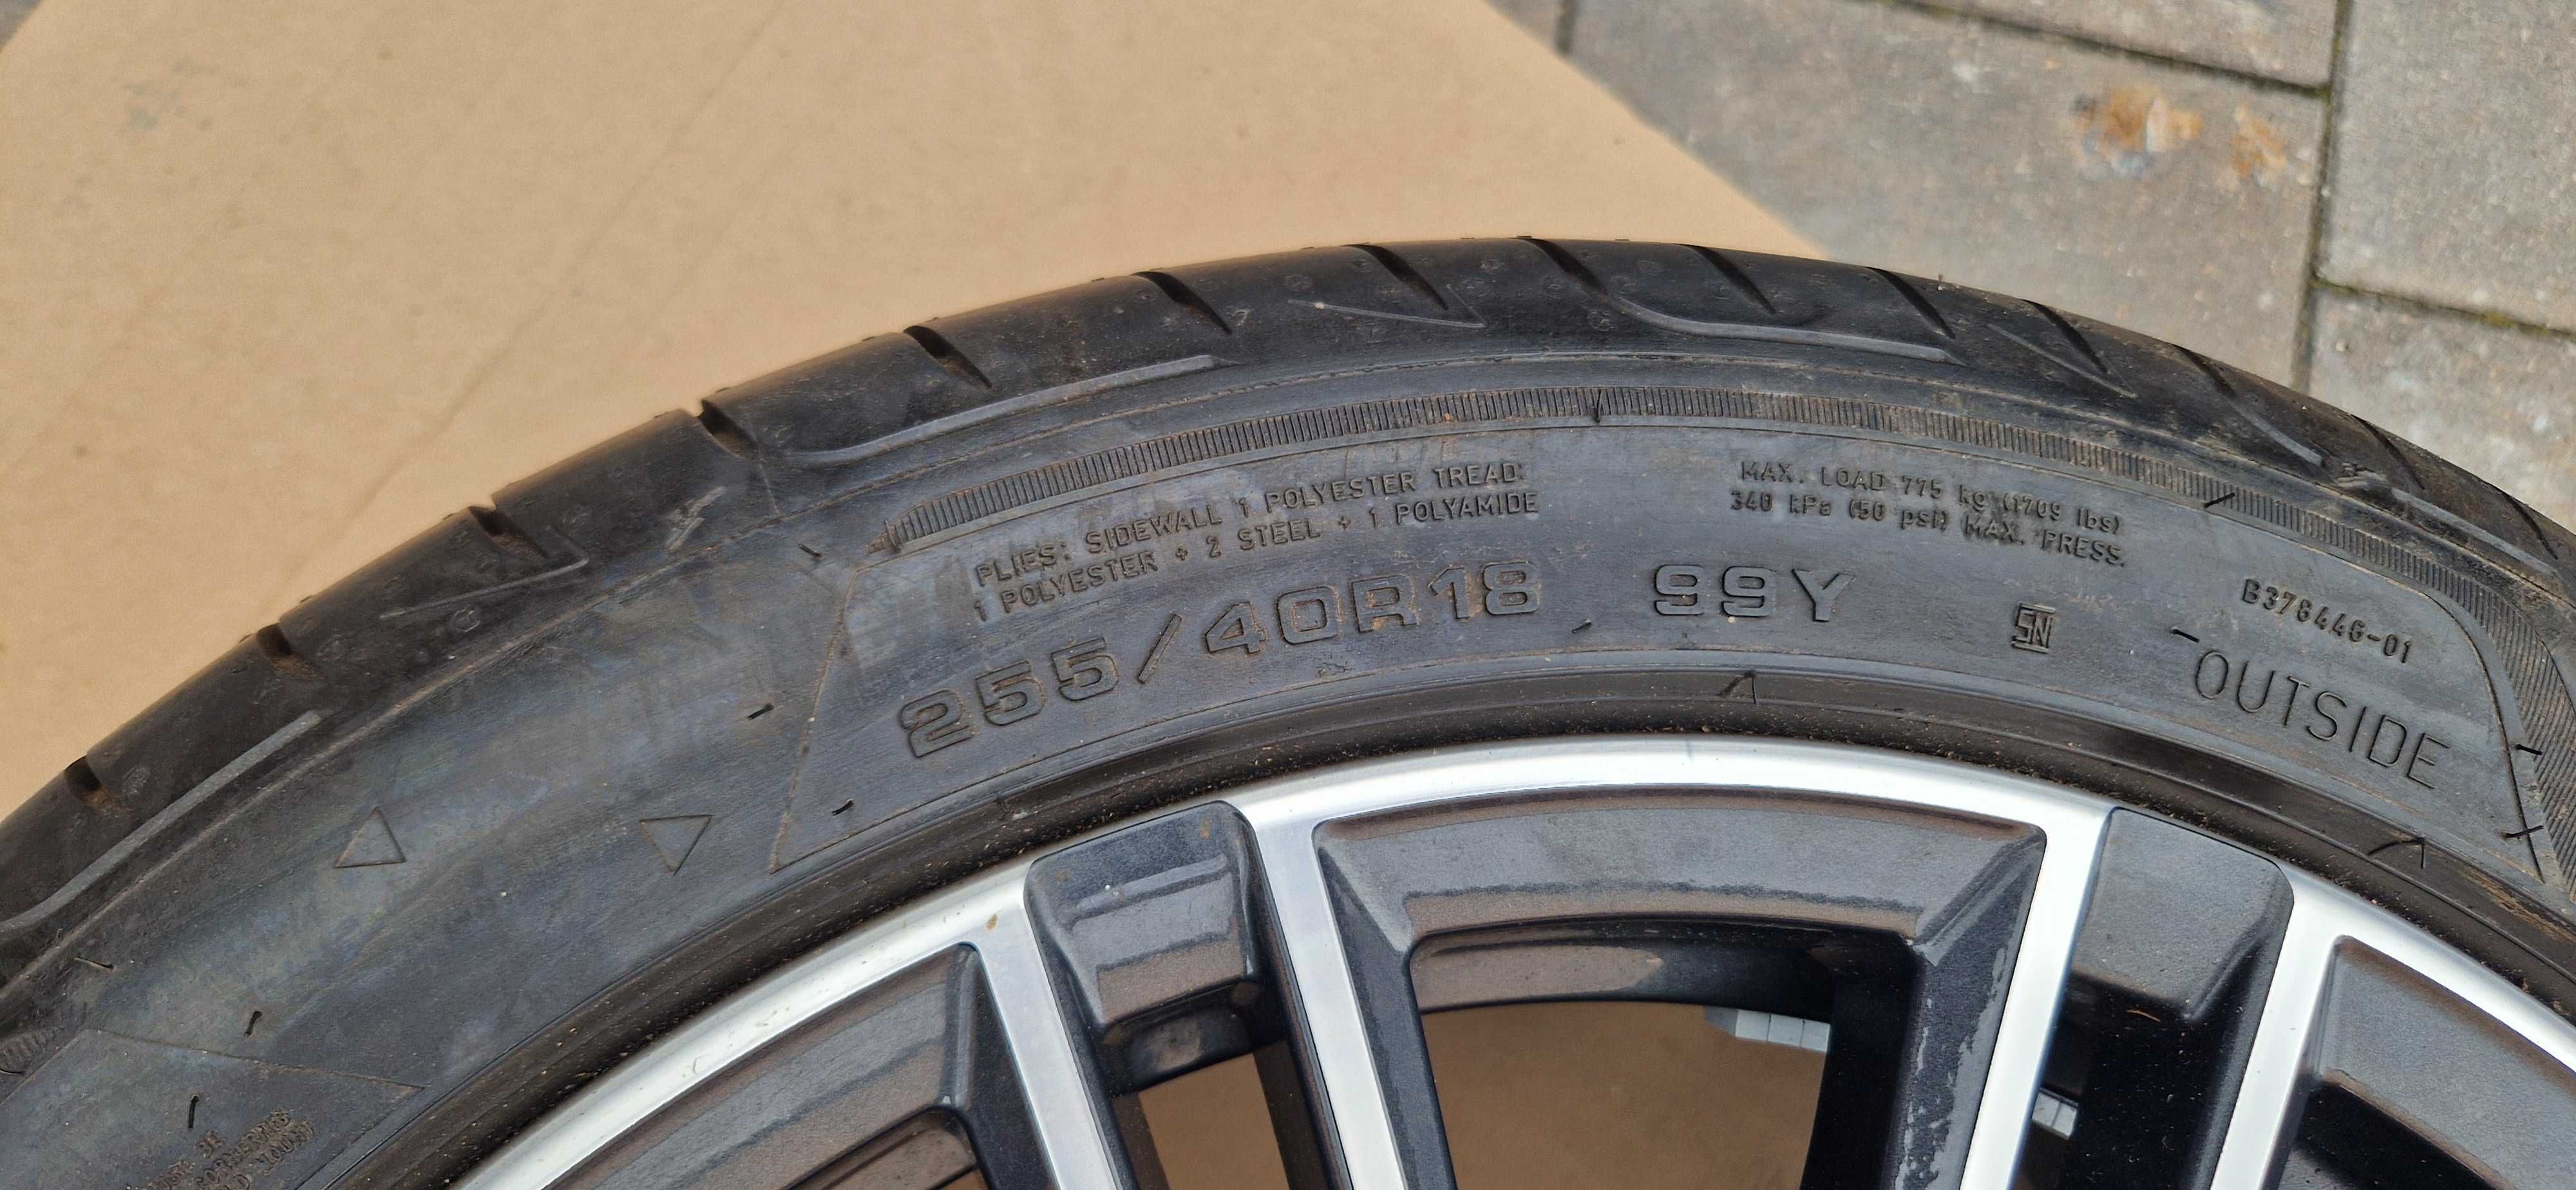 PLIES: SIDEWALL 1 POLYESTER TREAD:
1 POLYESTER + 2 STEEL + 1 POLYAMIDE
MAX. LOAD 775 kg (1709 lbs)
340 kPa (50 psi) MAX. PRESS.
255/40R18 99Y
SNI
B378446-01
OUTSIDE